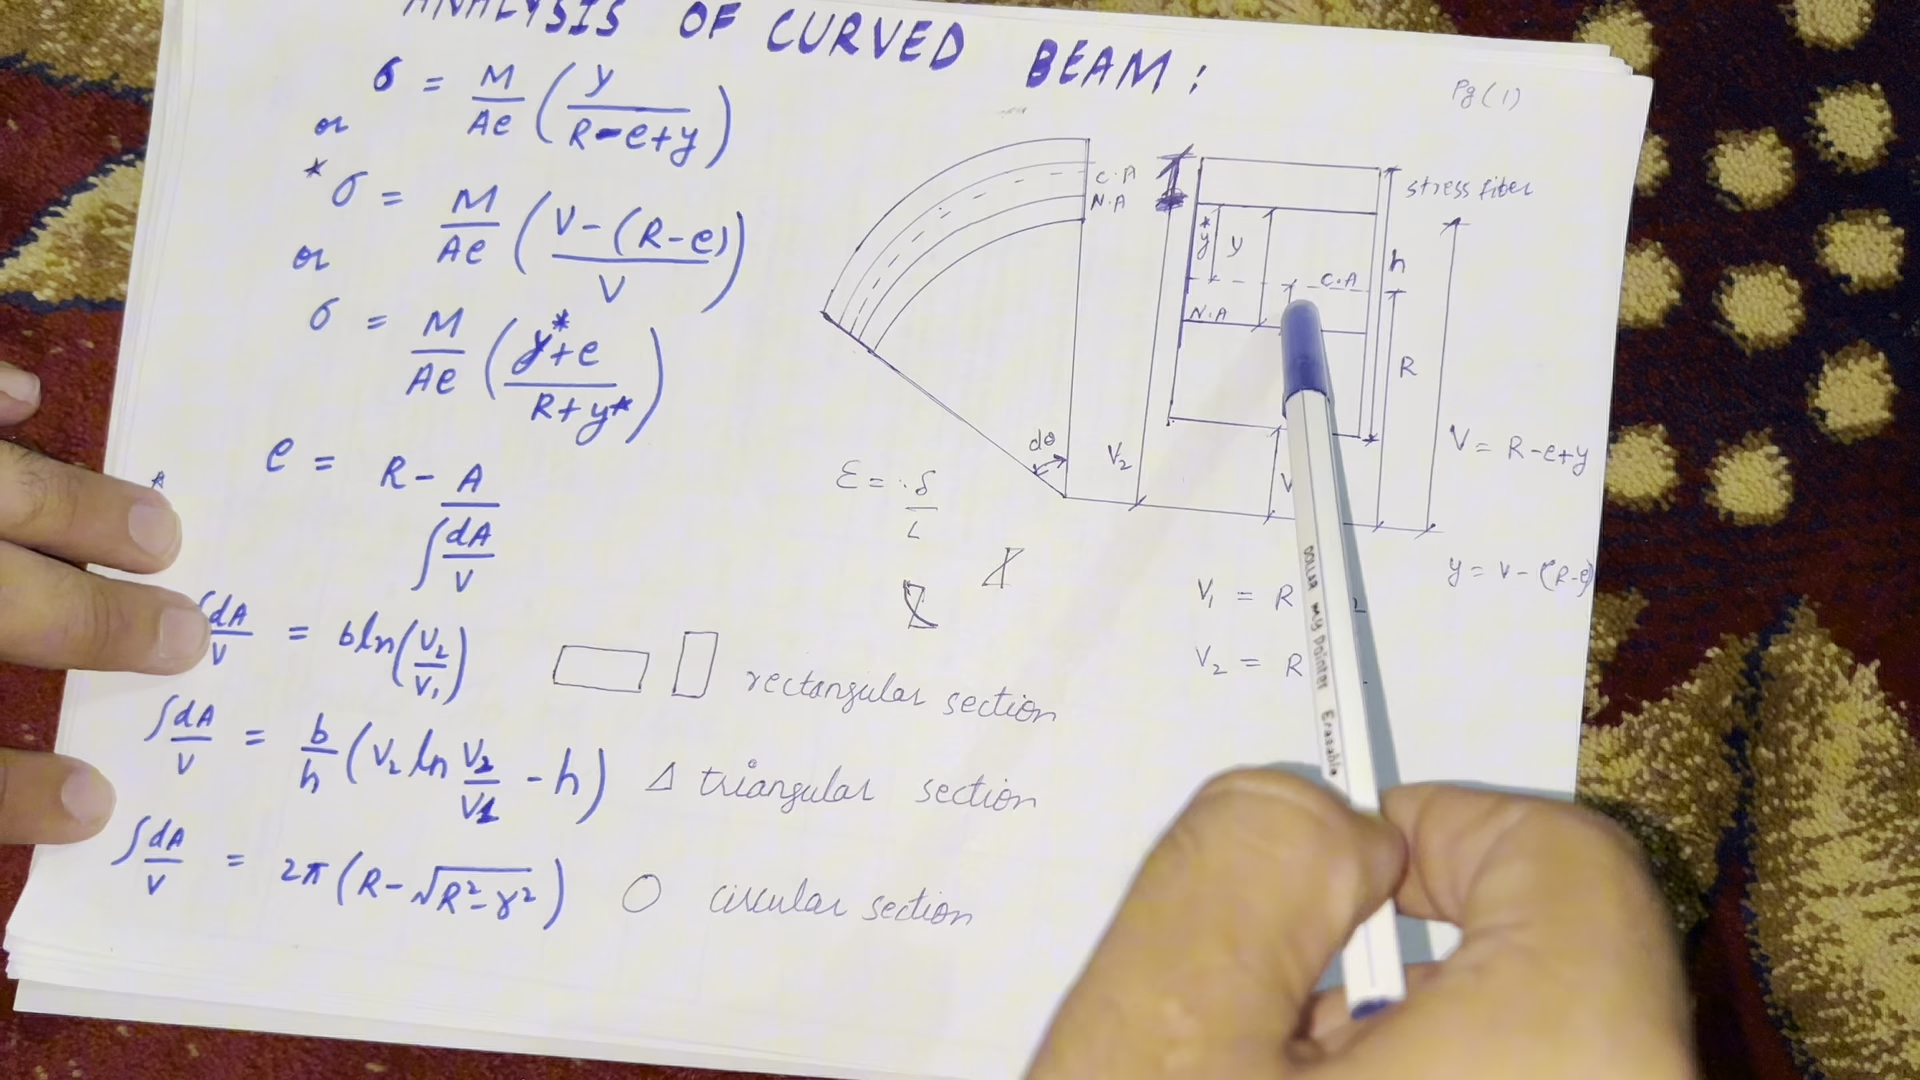 ANALYSIS OF CURVED BEAM:
Pg(1)
σ = M/Ae (y/(R-e+y))
or
* σ = M/Ae ((V-(R-e))/V)
or
σ = M/Ae ((y*+e)/(R+y*))
e = R - A/∫dA/V
∫dA/V = b ln(V₂/V₁) rectangular section
∫dA/V = b/h (V₂ ln V₂/V1 - h) Δ triangular section
∫dA/V = 2π(R-√(R²-r²)) circular section
C.A
N.A
dθ
ε = δ/L
stress fiber
y*
y
C.A
N.A
h
R
V₂
V
V = R-e+y
y = V-(R-e)
V₁ = R
V₂ = R
DOLLAR my pointer Erasable